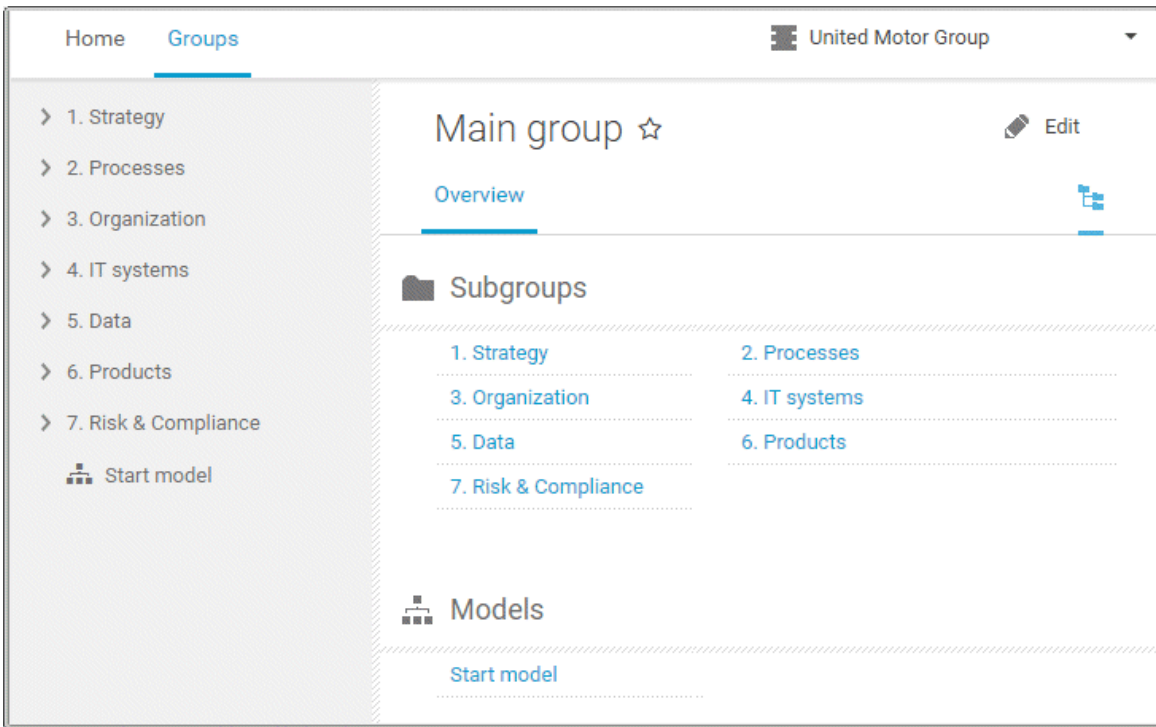 Home Groups United Motor Group
1. Strategy
2. Processes
3. Organization
4. IT systems
5. Data
6. Products
7. Risk & Compliance
Start model
Main group Edit
Overview
Subgroups
1. Strategy 2. Processes
3. Organization 4. IT systems
5. Data 6. Products
7. Risk & Compliance
Models
Start model